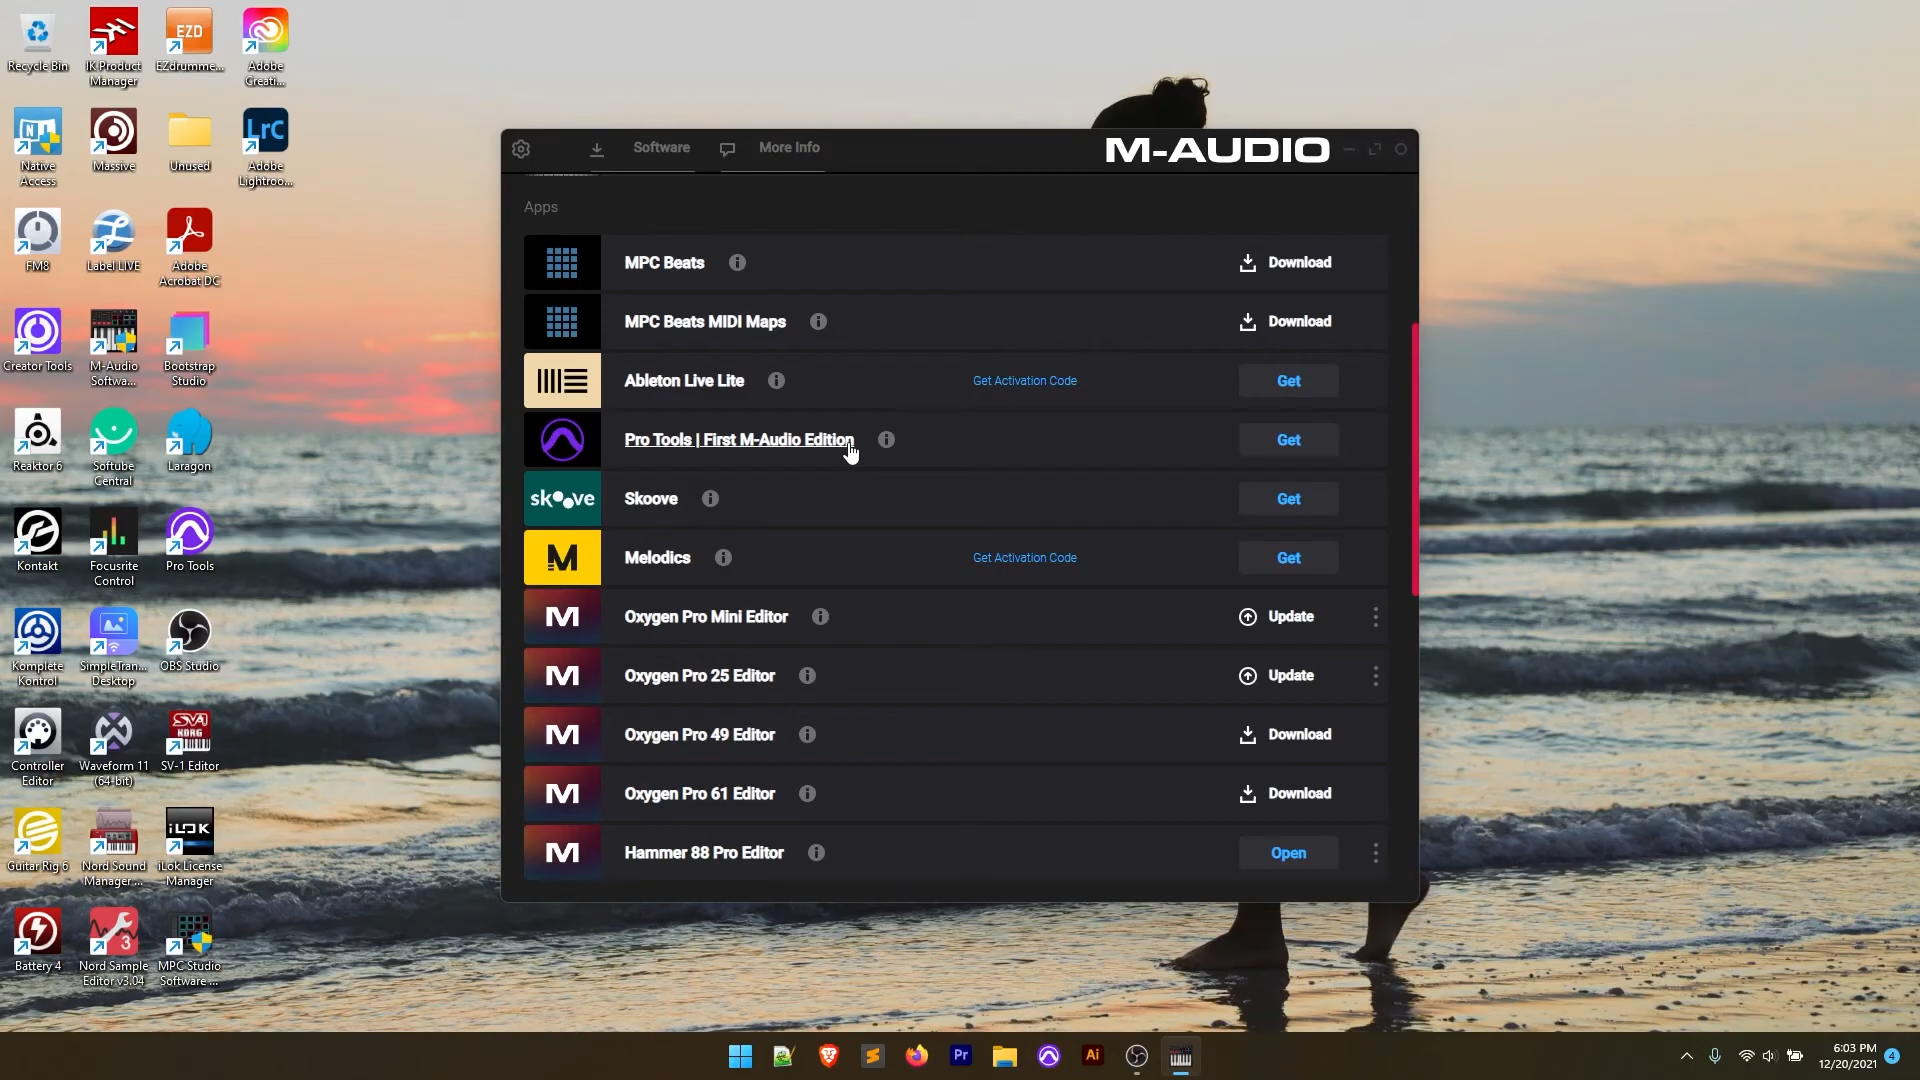 Recycle Bin
IK Product
Manager
EZD
EZdrumme...
Adobe
Creati...
Native
Access
Massive
Unused
LrC
Adobe
Lightroo...
FM8
Label LIVE
Adobe
Acrobat DC
Creator Tools
M-Audio
Softwa...
Bootstrap
Studio
Reaktor 6
Softube
Central
Laragon
Kontakt
Focusrite
Control
Pro Tools
Komplete
Kontrol
SimpleTran...
Desktop
OBS Studio
Controller
Editor
Waveform 11
(64-bit)
SV1
KORG
SV-1 Editor
Guitar Rig 6
Nord Sound
Manager ...
iLOK
iLok License
Manager
Battery 4
3
Nord Sample
Editor v3.04
MPC Studio
Software ...
Software
More Info
M-AUDIO
Apps
MPC Beats
Download
MPC Beats MIDI Maps
Download
Ableton Live Lite
Get Activation Code
Get
Pro Tools | First M-Audio Edition
Get
skoove
Skoove
Get
M
Melodics
Get Activation Code
Get
M
Oxygen Pro Mini Editor
Update
M
Oxygen Pro 25 Editor
Update
M
Oxygen Pro 49 Editor
Download
M
Oxygen Pro 61 Editor
Download
M
Hammer 88 Pro Editor
Open
Pr
Ai
6:03 PM
12/20/2021
4